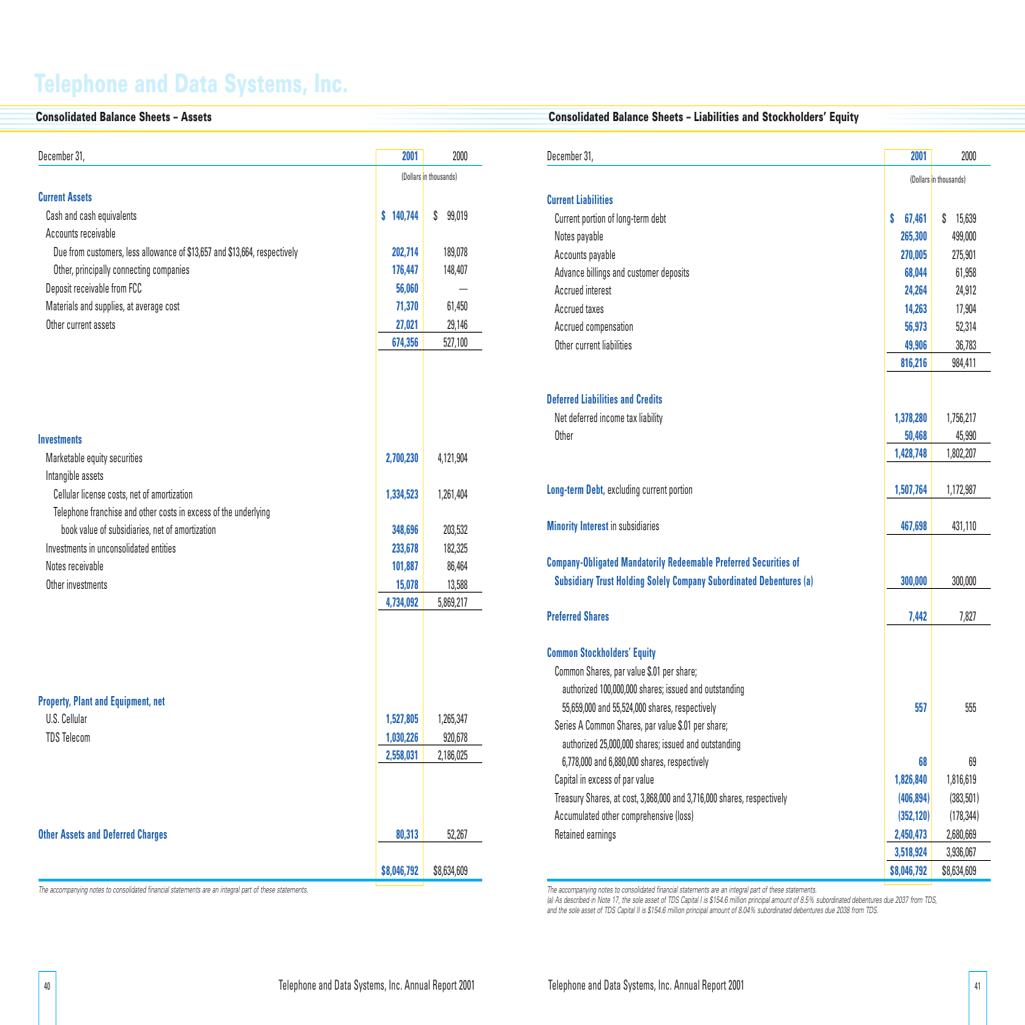 Telephone and Data Systems, Inc.
Consolidated Balance Sheets – Assets
December 31, 2001 2000
(Dollars in thousands)
Current Assets
Cash and cash equivalents $ 140,744 $ 99,019
Accounts receivable
Due from customers, less allowance of $13,657 and $13,664, respectively 202,714 189,078
Other, principally connecting companies 176,447 148,407
Deposit receivable from FCC 56,060 —
Materials and supplies, at average cost 71,370 61,450
Other current assets 27,021 29,146
674,356 527,100
Investments
Marketable equity securities 2,700,230 4,121,904
Intangible assets
Cellular license costs, net of amortization 1,334,523 1,261,404
Telephone franchise and other costs in excess of the underlying
book value of subsidiaries, net of amortization 348,696 203,532
Investments in unconsolidated entities 233,678 182,325
Notes receivable 101,887 86,464
Other investments 15,078 13,588
4,734,092 5,869,217
Property, Plant and Equipment, net
U.S. Cellular 1,527,805 1,265,347
TDS Telecom 1,030,226 920,678
2,558,031 2,186,025
Other Assets and Deferred Charges 80,313 52,267
$8,046,792 $8,634,609
The accompanying notes to consolidated financial statements are an integral part of these statements.
40
Telephone and Data Systems, Inc. Annual Report 2001
Consolidated Balance Sheets – Liabilities and Stockholders' Equity
December 31, 2001 2000
(Dollars in thousands)
Current Liabilities
Current portion of long-term debt $ 67,461 $ 15,639
Notes payable 265,300 499,000
Accounts payable 270,005 275,901
Advance billings and customer deposits 68,044 61,958
Accrued interest 24,264 24,912
Accrued taxes 14,263 17,904
Accrued compensation 56,973 52,314
Other current liabilities 49,906 36,783
816,216 984,411
Deferred Liabilities and Credits
Net deferred income tax liability 1,378,280 1,756,217
Other 50,468 45,990
1,428,748 1,802,207
Long-term Debt, excluding current portion 1,507,764 1,172,987
Minority Interest in subsidiaries 467,698 431,110
Company-Obligated Mandatorily Redeemable Preferred Securities of
Subsidiary Trust Holding Solely Company Subordinated Debentures (a) 300,000 300,000
Preferred Shares 7,442 7,827
Common Stockholders' Equity
Common Shares, par value $.01 per share;
authorized 100,000,000 shares; issued and outstanding
55,659,000 and 55,524,000 shares, respectively 557 555
Series A Common Shares, par value $.01 per share;
authorized 25,000,000 shares; issued and outstanding
6,778,000 and 6,880,000 shares, respectively 68 69
Capital in excess of par value 1,826,840 1,816,619
Treasury Shares, at cost, 3,868,000 and 3,716,000 shares, respectively (406,894) (383,501)
Accumulated other comprehensive (loss) (352,120) (178,344)
Retained earnings 2,450,473 2,680,669
3,518,924 3,936,067
$8,046,792 $8,634,609
The accompanying notes to consolidated financial statements are an integral part of these statements.
(a) As described in Note 17, the sole asset of TDS Capital I is $154.6 million principal amount of 8.5% subordinated debentures due 2037 from TDS,
and the sole asset of TDS Capital II is $154.6 million principal amount of 8.04% subordinated debentures due 2038 from TDS.
Telephone and Data Systems, Inc. Annual Report 2001
41